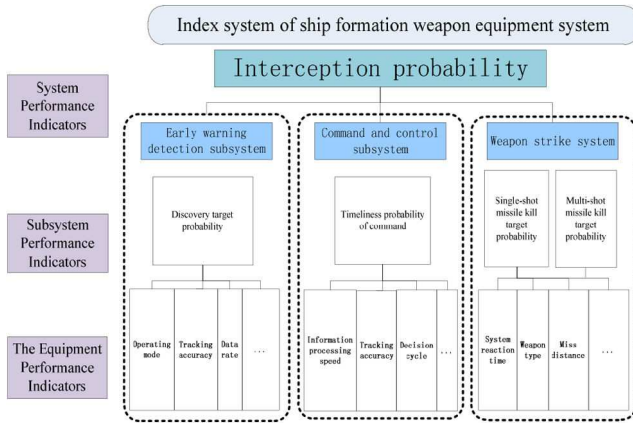 Index system of ship formation weapon equipment system
Interception probability
System
Performance
Indicators
Early warning
detection subsystem
Command and control
subsystem
Weapon strike system
Subsystem
Performance
Indicators
Discovery target
probability
Timeliness probability
of command
Single-shot
missile kill
target
probability
Multi-shot
missile kill
target
probability
The Equipment
Performance
Indicators
Operating
mode
Tracking
accuracy
Data
rate
...
Information
processing
speed
Tracking
accuracy
Decision
cycle
...
System
reaction
time
Weapon
type
Miss
distance
...